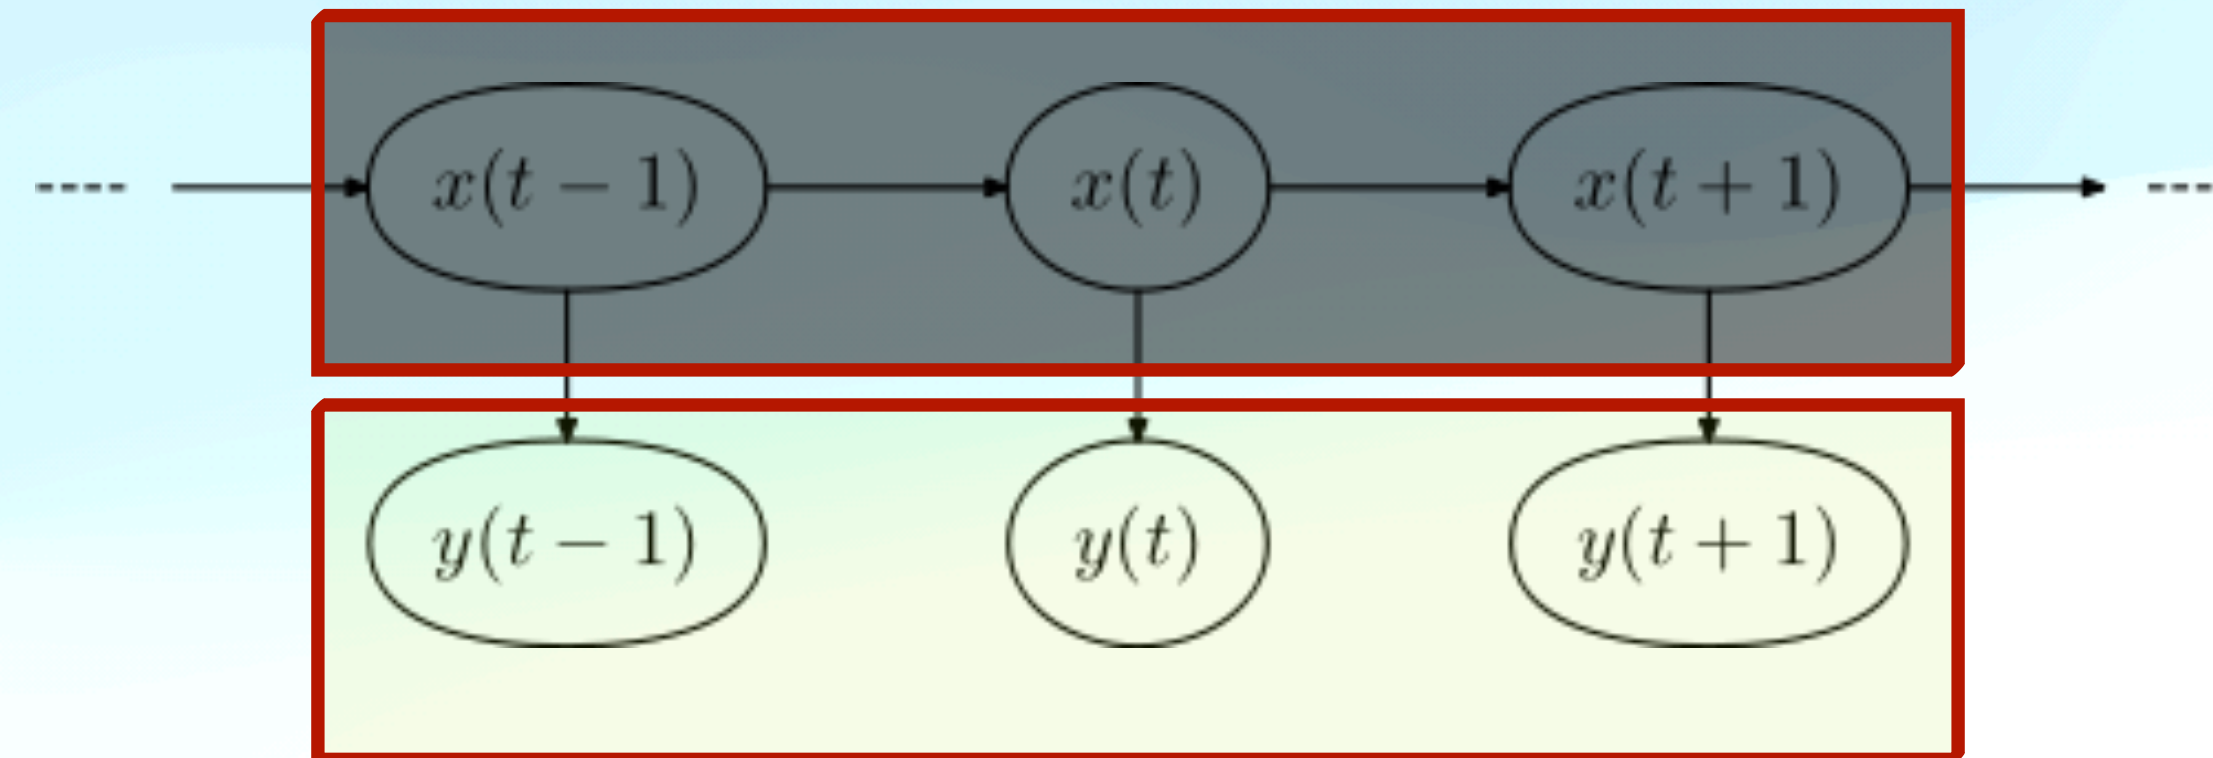 x(t − 1) x(t) x(t + 1)
y(t − 1) y(t) y(t + 1)